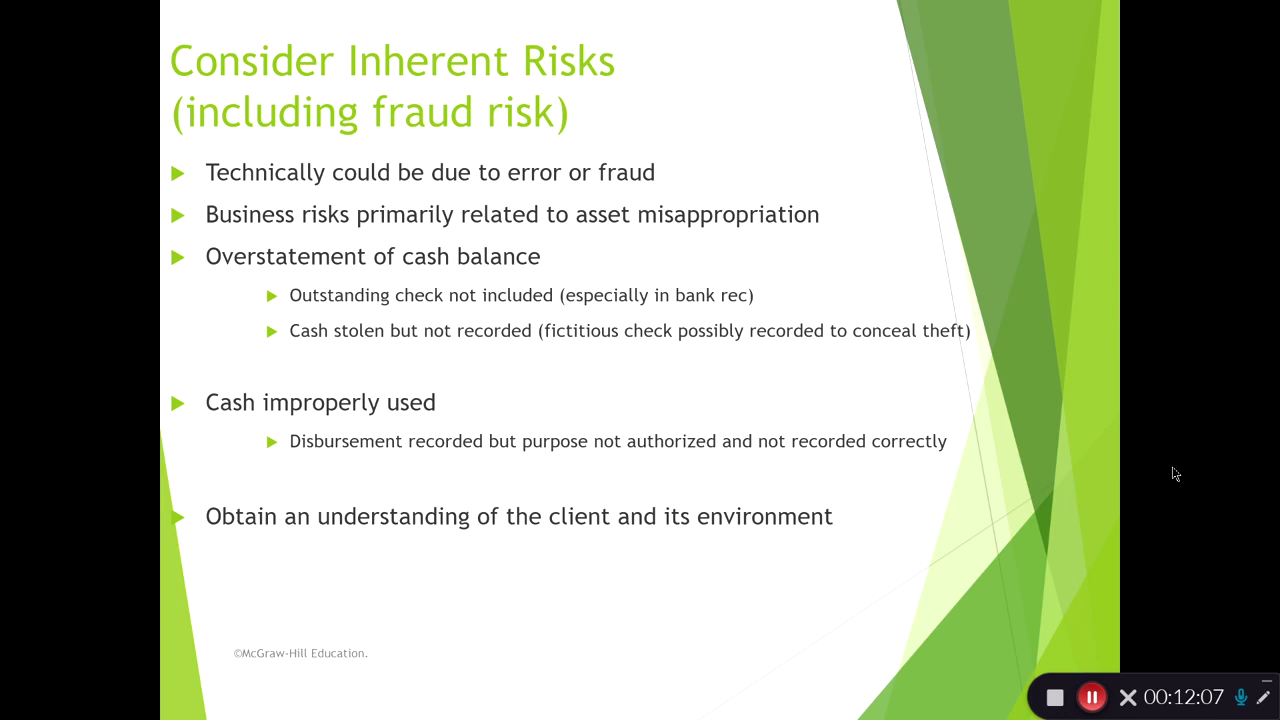 Consider Inherent Risks
(including fraud risk)
Technically could be due to error or fraud
Business risks primarily related to asset misappropriation
Overstatement of cash balance
Outstanding check not included (especially in bank rec)
Cash stolen but not recorded (fictitious check possibly recorded to conceal theft)
Cash improperly used
Disbursement recorded but purpose not authorized and not recorded correctly
Obtain an understanding of the client and its environment
©McGraw-Hill Education.
00:12:07